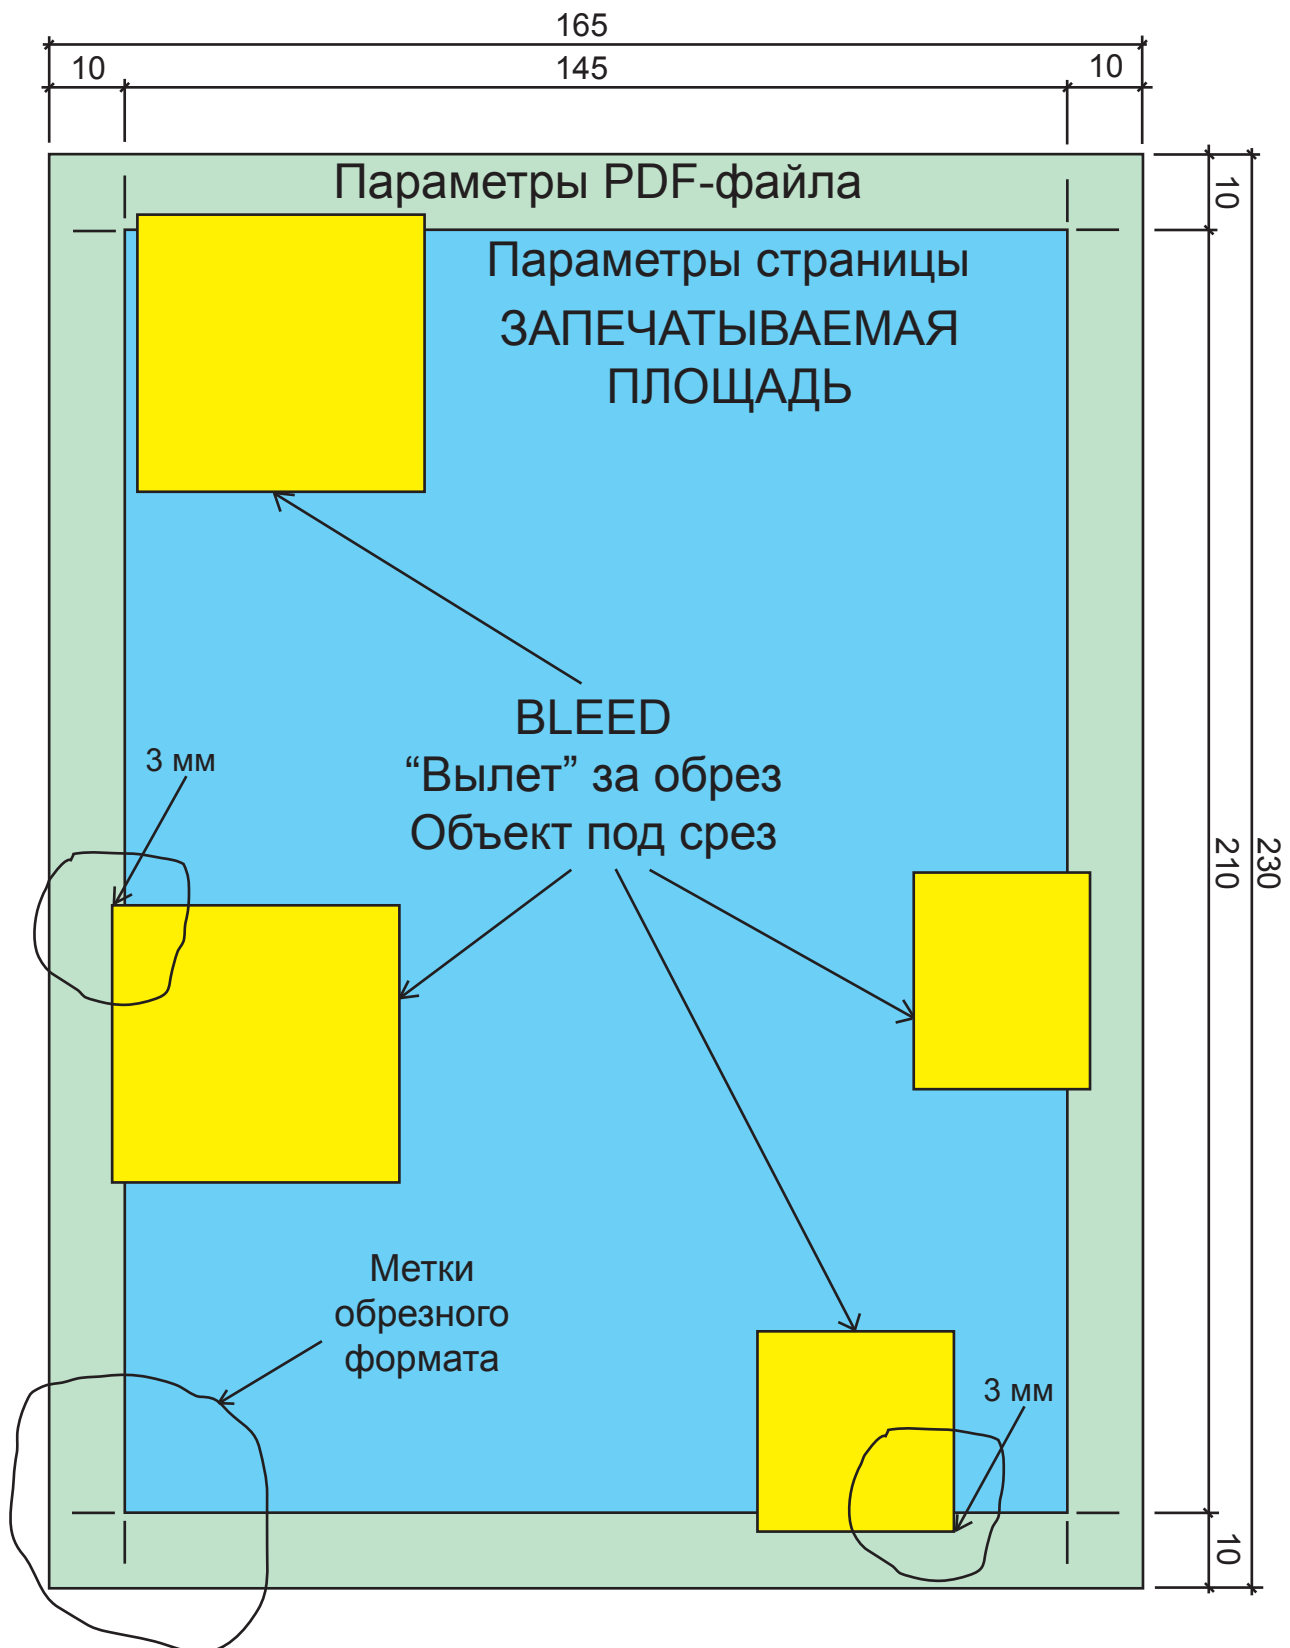 165
10
145
10
Параметры PDF-файла
10
Параметры страницы
ЗАПЕЧАТЫВАЕМАЯ
ПЛОЩАДЬ
BLEED
“Вылет” за обрез
Объект под срез
3 мм
210
230
Метки
обрезного
формата
3 мм
10